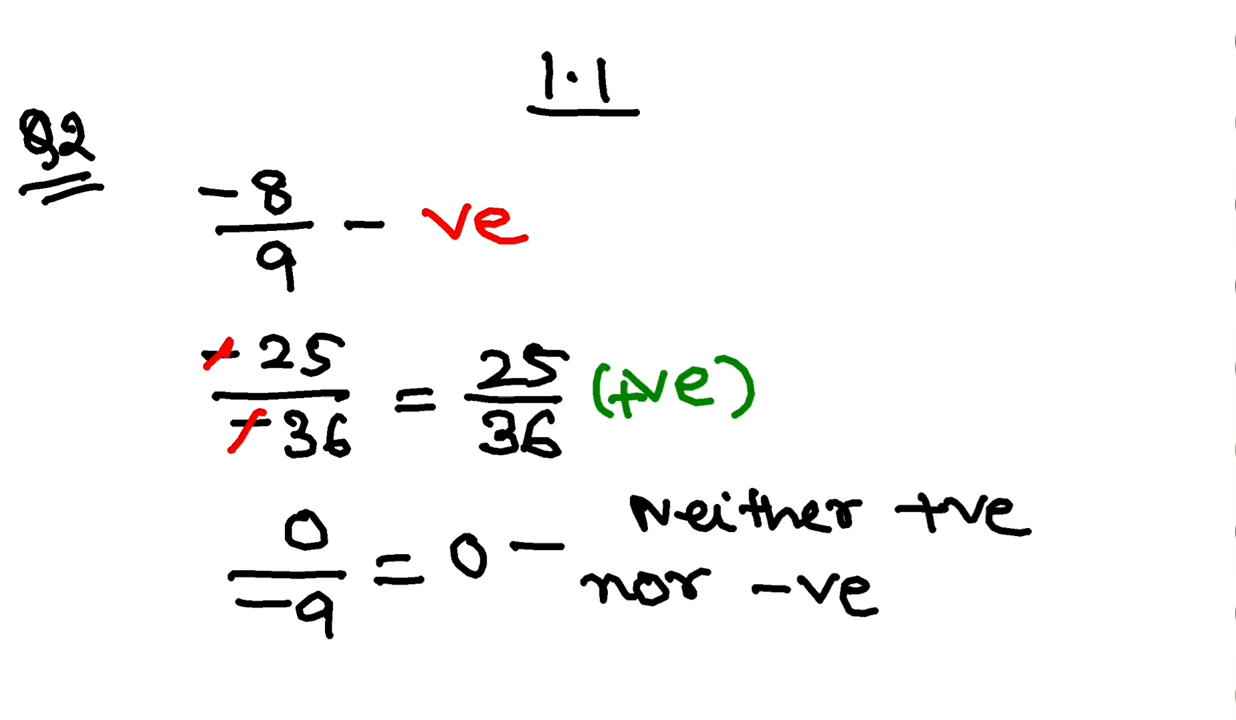 1.1
Q2
-8/9 - ve
-25/-36 = 25/36 (+ve)
0/-9 = 0 - Neither +ve
nor -ve